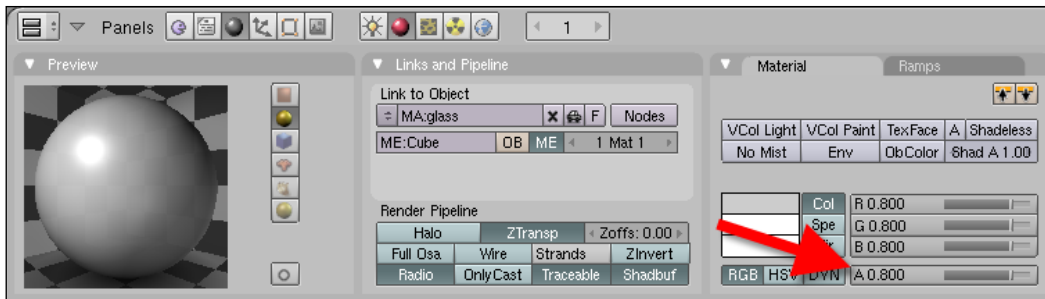 Panels
1
Preview
Links and Pipeline
Link to Object
MA:glass
F
Nodes
ME:Cube
OB
ME
1 Mat 1
Render Pipeline
Halo
ZTransp
Zoffs: 0.00
Full Osa
Wire
Strands
ZInvert
Radio
OnlyCast
Traceable
Shadbuf
Material
Ramps
VCol Light
VCol Paint
TexFace
A
Shadeless
No Mist
Env
ObColor
Shad A 1.00
Col
R 0.800
Spe
G 0.800
B 0.800
RGB
HSV
DYN
A 0.800